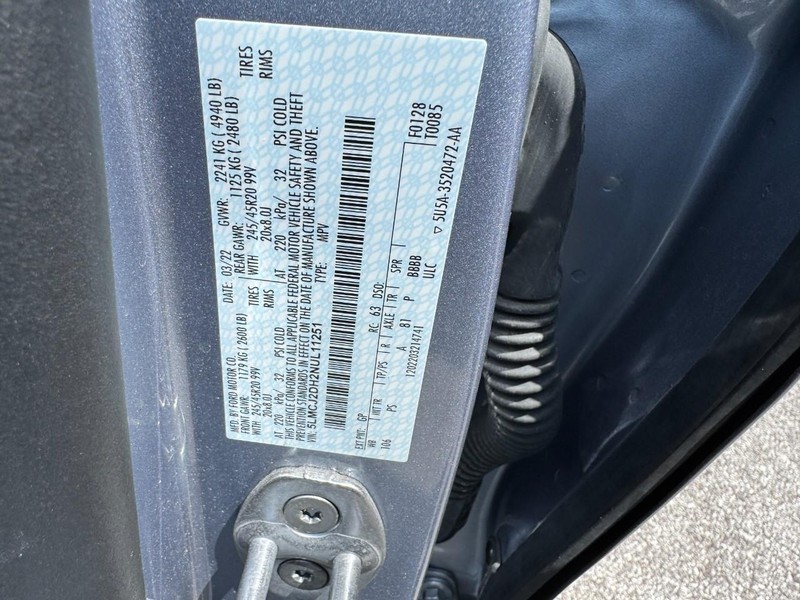 MFD. BY FORD MOTOR CO. DATE: 03/22 GVWR: 2241 KG ( 4940 LB)
FRONT GAWR: 1179 KG (2600 LB) REAR GAWR: 1125 KG ( 2480 LB)
WITH 245/45R20 99V TIRES WITH 245/45R20 99V TIRES
20x8.0J RIMS 20x8.0J RIMS
AT 220 kPa/ 32 PSI COLD AT 220 kPa/ 32 PSI COLD
THIS VEHICLE CONFORMS TO ALL APPLICABLE FEDERAL MOTOR VEHICLE SAFETY AND THEFT
PREVENTION STANDARDS IN EFFECT ON THE DATE OF MANUFACTURE SHOWN ABOVE.
VIN: 5LMCJ2DH2NUL11251 TYPE: MPV
EXT PNT: GP RC: 63 DSO: F0128
WB INT TR TP/PS R AXLE TR SPR T0085
106 PS A 81 P BBBB
1202203214741 ULC ▽ 5U5A-3S20472-AA